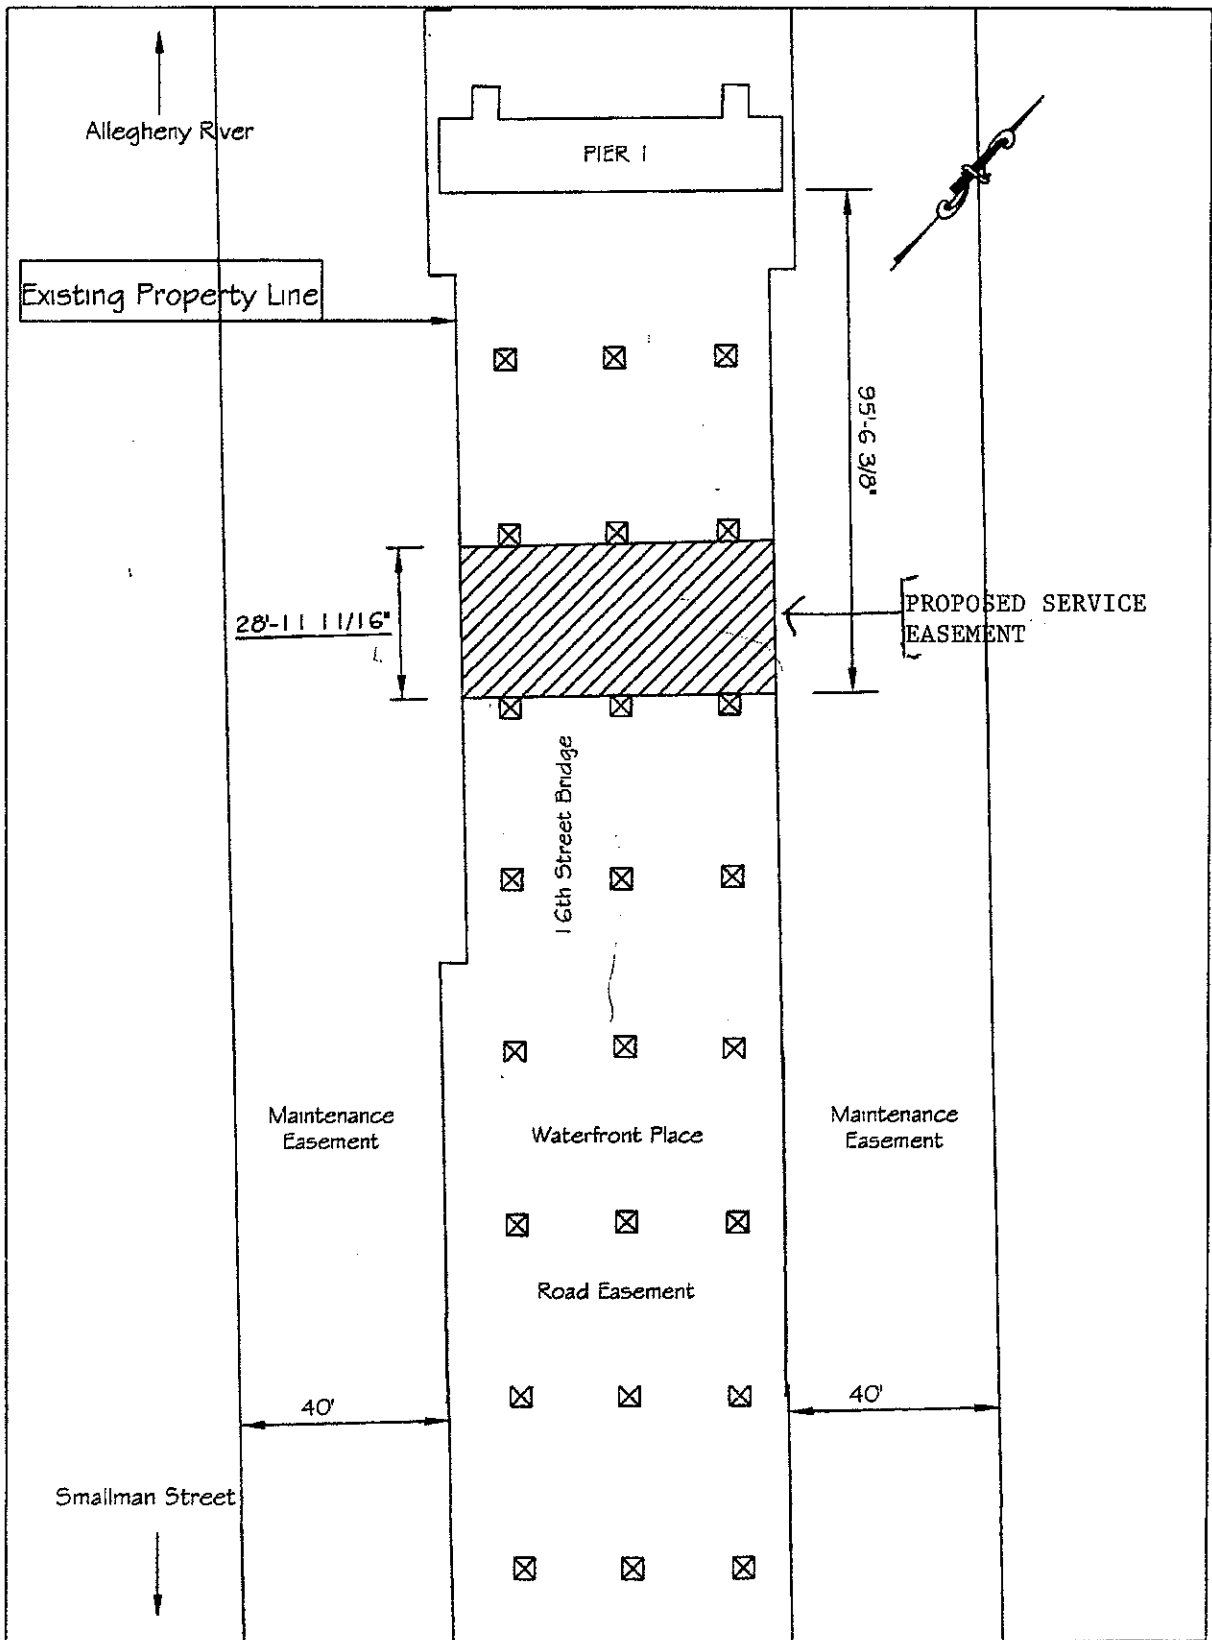 Allegheny River
PIER 1
Existing Property Line
95'-6 3/8"
28'-11 11/16"
PROPOSED SERVICE
EASEMENT
16th Street Bridge
Maintenance
Easement
Waterfront Place
Maintenance
Easement
Road Easement
40'
40'
Smallman Street